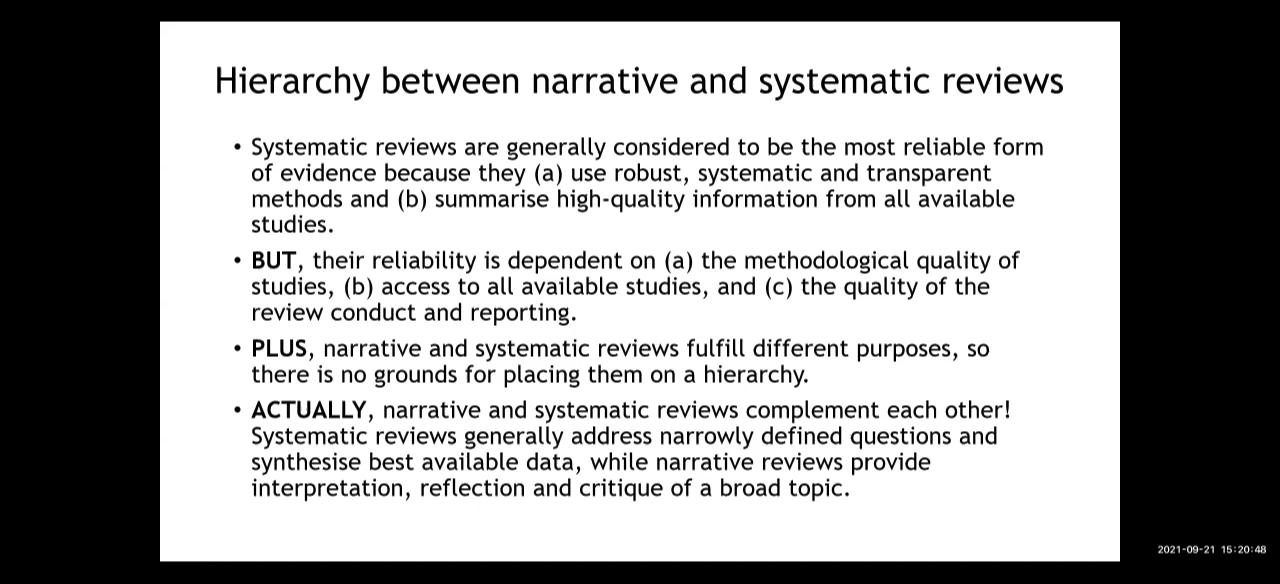 Hierarchy between narrative and systematic reviews
• Systematic reviews are generally considered to be the most reliable form
of evidence because they (a) use robust, systematic and transparent
methods and (b) summarise high-quality information from all available
studies.
• BUT, their reliability is dependent on (a) the methodological quality of
studies, (b) access to all available studies, and (c) the quality of the
review conduct and reporting.
• PLUS, narrative and systematic reviews fulfill different purposes, so
there is no grounds for placing them on a hierarchy.
• ACTUALLY, narrative and systematic reviews complement each other!
Systematic reviews generally address narrowly defined questions and
synthesise best available data, while narrative reviews provide
interpretation, reflection and critique of a broad topic.
2021-09-21 15:20:48